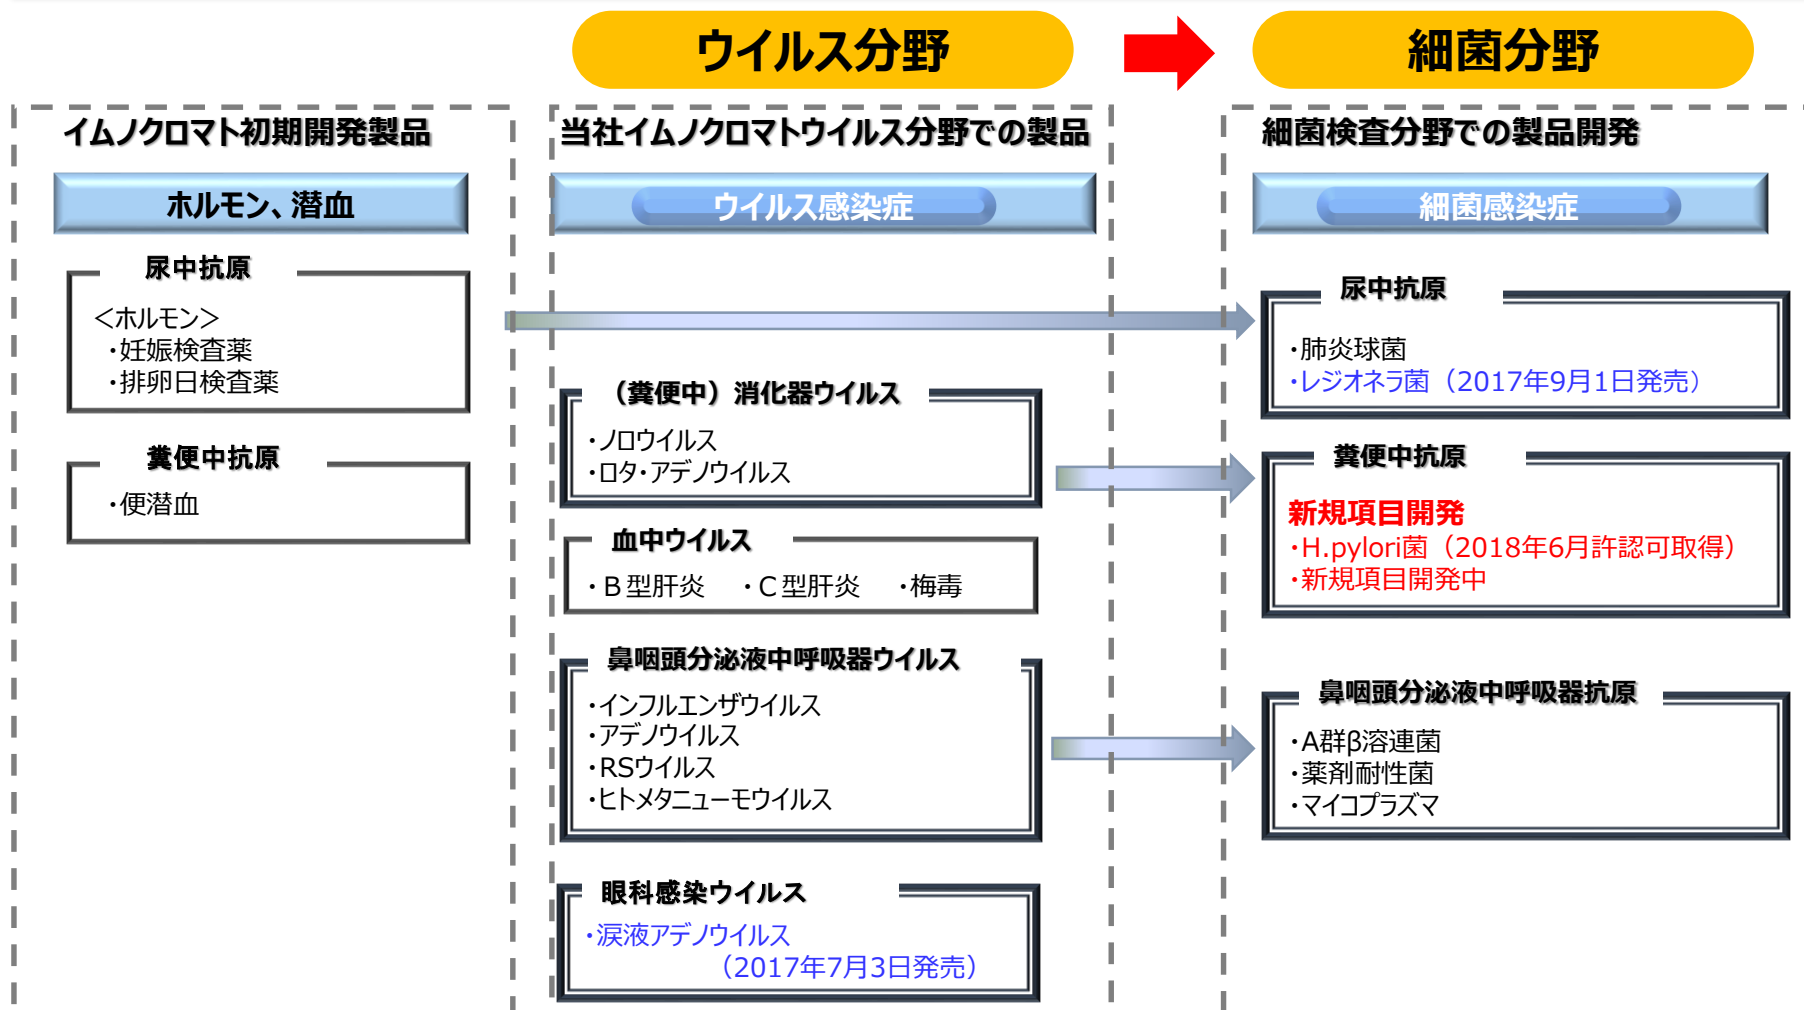 ウイルス分野
細菌分野
イムノクロマト初期開発製品
ホルモン、潜血
尿中抗原
＜ホルモン＞
・妊娠検査薬
・排卵日検査薬
糞便中抗原
・便潜血
当社イムノクロマトウイルス分野での製品
ウイルス感染症
（糞便中）消化器ウイルス
・ノロウイルス
・ロタ・アデノウイルス
血中ウイルス
・Ｂ型肝炎　・Ｃ型肝炎　・梅毒
鼻咽頭分泌液中呼吸器ウイルス
・インフルエンザウイルス
・アデノウイルス
・RSウイルス
・ヒトメタニューモウイルス
眼科感染ウイルス
・涙液アデノウイルス
（2017年7月3日発売）
細菌検査分野での製品開発
細菌感染症
尿中抗原
・肺炎球菌
・レジオネラ菌（2017年9月1日発売）
糞便中抗原
新規項目開発
・H.pylori菌（2018年6月許認可取得）
・新規項目開発中
鼻咽頭分泌液中呼吸器抗原
・A群β溶連菌
・薬剤耐性菌
・マイコプラズマ